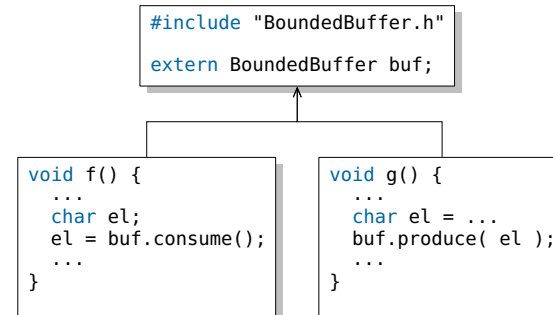 #include "BoundedBuffer.h"
extern BoundedBuffer buf;
void f() {
...
char el;
el = buf.consume();
...
}
void g() {
...
char el = ...
buf.produce( el );
...
}